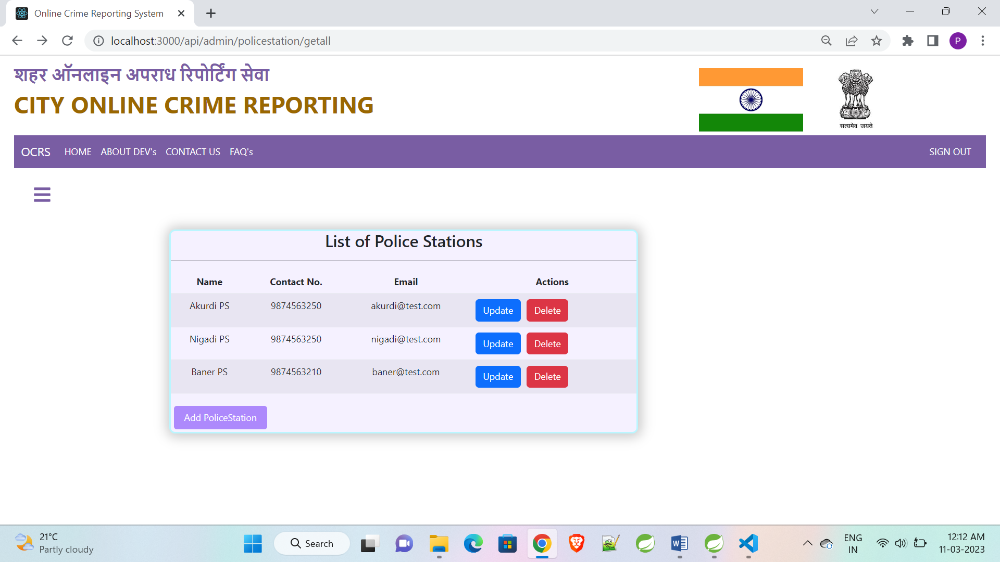 Online Crime Reporting System
localhost:3000/api/admin/policestation/getall
P
शहर ऑनलाइन अपराध रिपोर्टिंग सेवा
CITY ONLINE CRIME REPORTING
सत्यमेव जयते
OCRS HOME ABOUT DEV's CONTACT US FAQ's SIGN OUT
List of Police Stations
Name Contact No. Email Actions
Akurdi PS 9874563250 akurdi@test.com Update Delete
Nigadi PS 9874563250 nigadi@test.com Update Delete
Baner PS 9874563210 baner@test.com Update Delete
Add PoliceStation
21°C
Partly cloudy
Search
ENG
IN
12:12 AM
11-03-2023